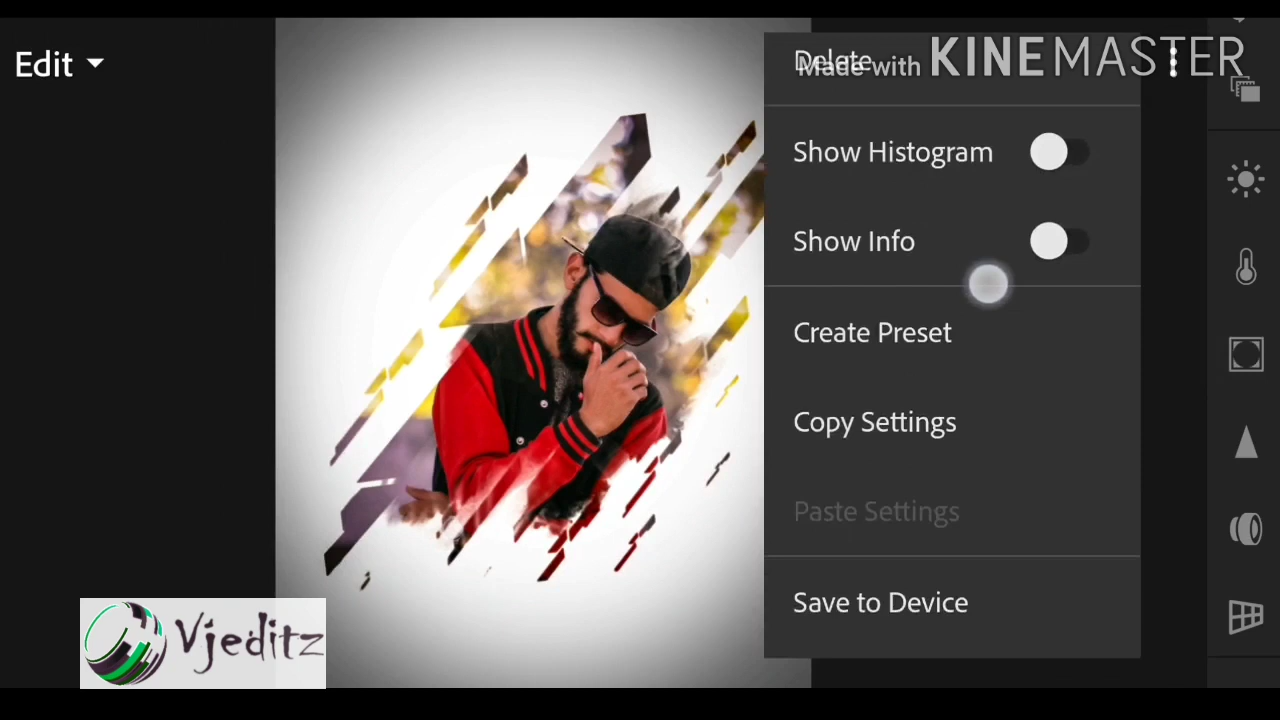 Edit
Delete
Made with KINEMASTER
Show Histogram
Show Info
Create Preset
Copy Settings
Paste Settings
Save to Device
Vjeditz